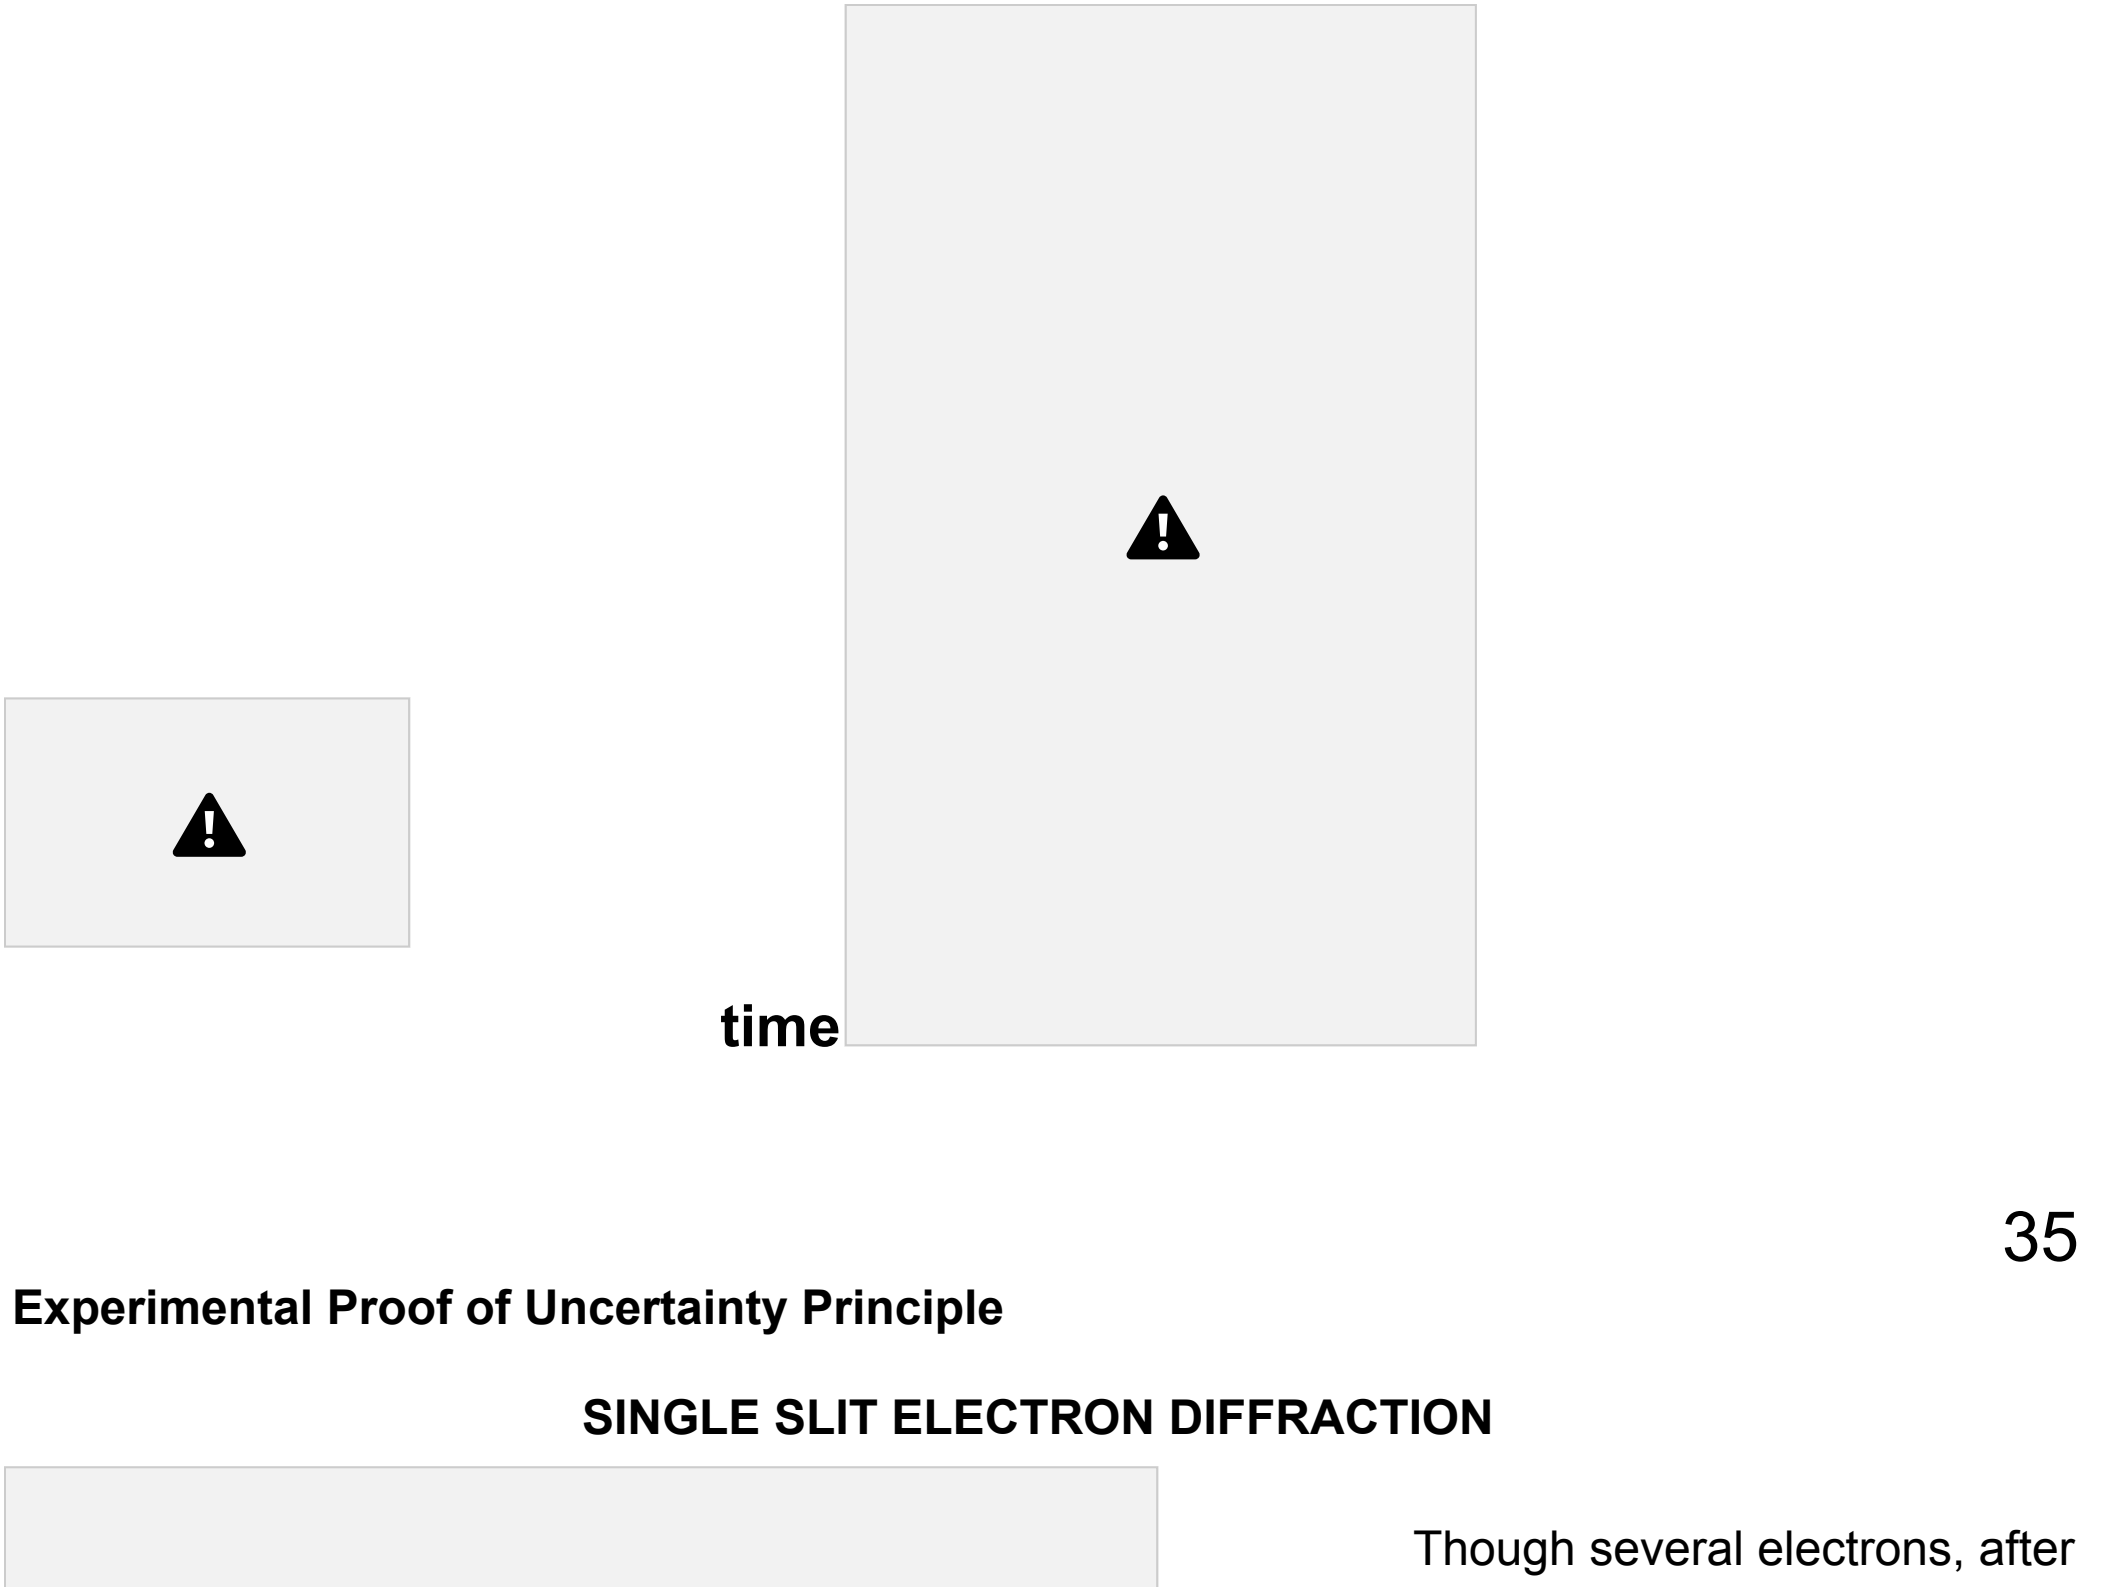 time
35
Experimental Proof of Uncertainty Principle
SINGLE SLIT ELECTRON DIFFRACTION
Though several electrons, after